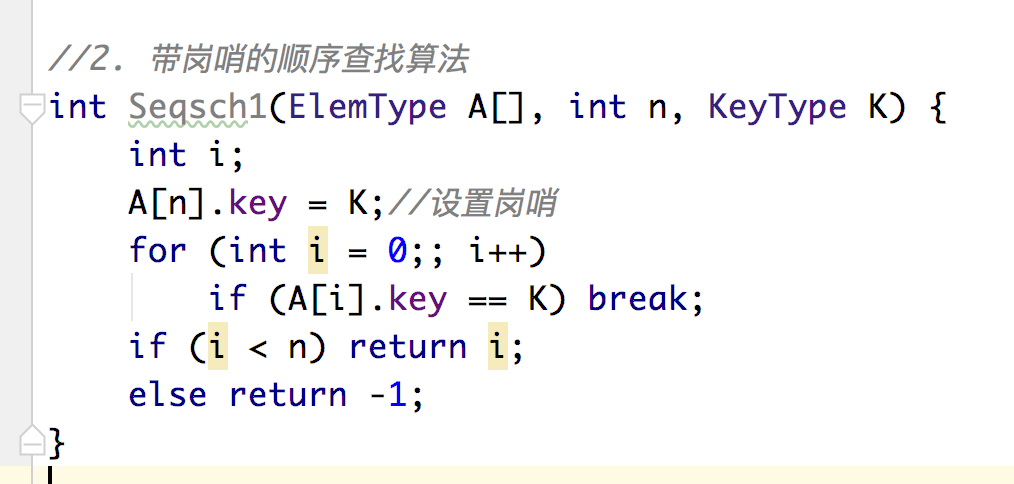 //2. 带岗哨的顺序查找算法
int Seqsch1(ElemType A[], int n, KeyType K) {
    int i;
    A[n].key = K;//设置岗哨
    for (int i = 0;; i++)
        if (A[i].key == K) break;
    if (i < n) return i;
    else return -1;
}